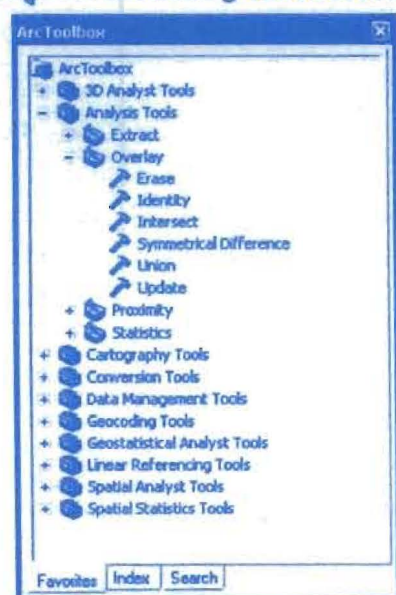 ArcToolbox
ArcToolbox
3D Analyst Tools
Analysis Tools
Extract
Overlay
Erase
Identity
Intersect
Symmetrical Difference
Union
Update
Proximity
Statistics
Cartography Tools
Conversion Tools
Data Management Tools
Geocoding Tools
Geostatistical Analyst Tools
Linear Referencing Tools
Spatial Analyst Tools
Spatial Statistics Tools
Favorites Index Search